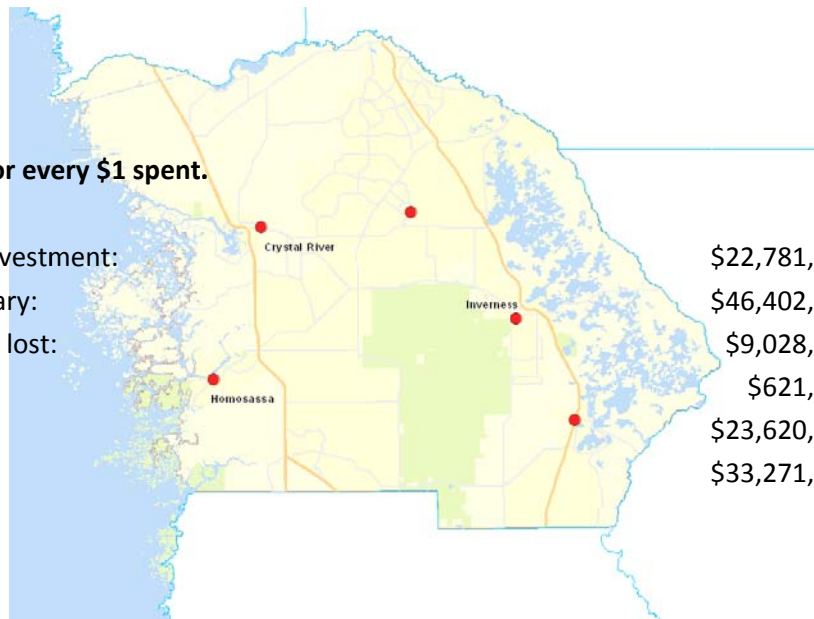 or every $1 spent.
Crystal River
vestment: $22,781,
ary: $46,402,
Inverness
lost: $9,028,
$621,
Homosassa
$23,620,
$33,271,